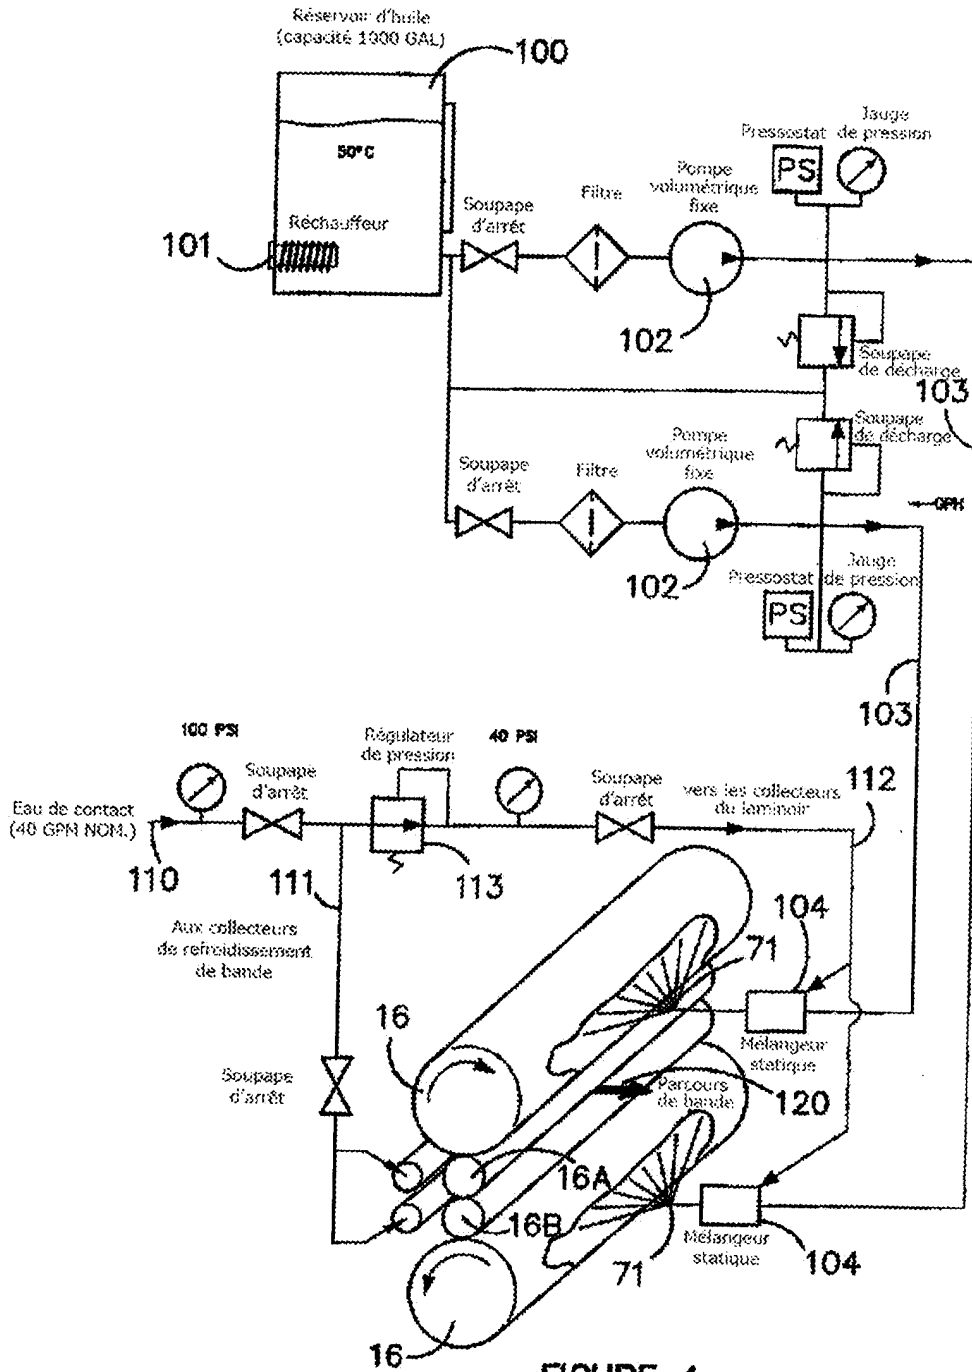 Réservoir d'huile
(capacité 1000 GAL)
100
50°C
Réchauffeur
101
Soupape
d'arrêt
Filtre
Pompe
volumétrique
fixe
102
Pressostat
PS
Jauge
de pression
Soupape
de décharge
103
Soupape
de décharge
Soupape
d'arrêt
Filtre
Pompe
volumétrique
fixe
102
GPH
Pressostat
PS
Jauge
de pression
103
100 PSI
Soupape
d'arrêt
Régulateur
de pression
40 PSI
Soupape
d'arrêt
vers les collecteurs
du laminoir
112
Eau de contact
(40 GPM NOM.)
110
111
113
Aux collecteurs
de refroidissement
de bande
104
71
16
Mélangeur
statique
Soupape
d'arrêt
Parcours
de bande
120
16A
16B
Mélangeur
statique
104
71
16